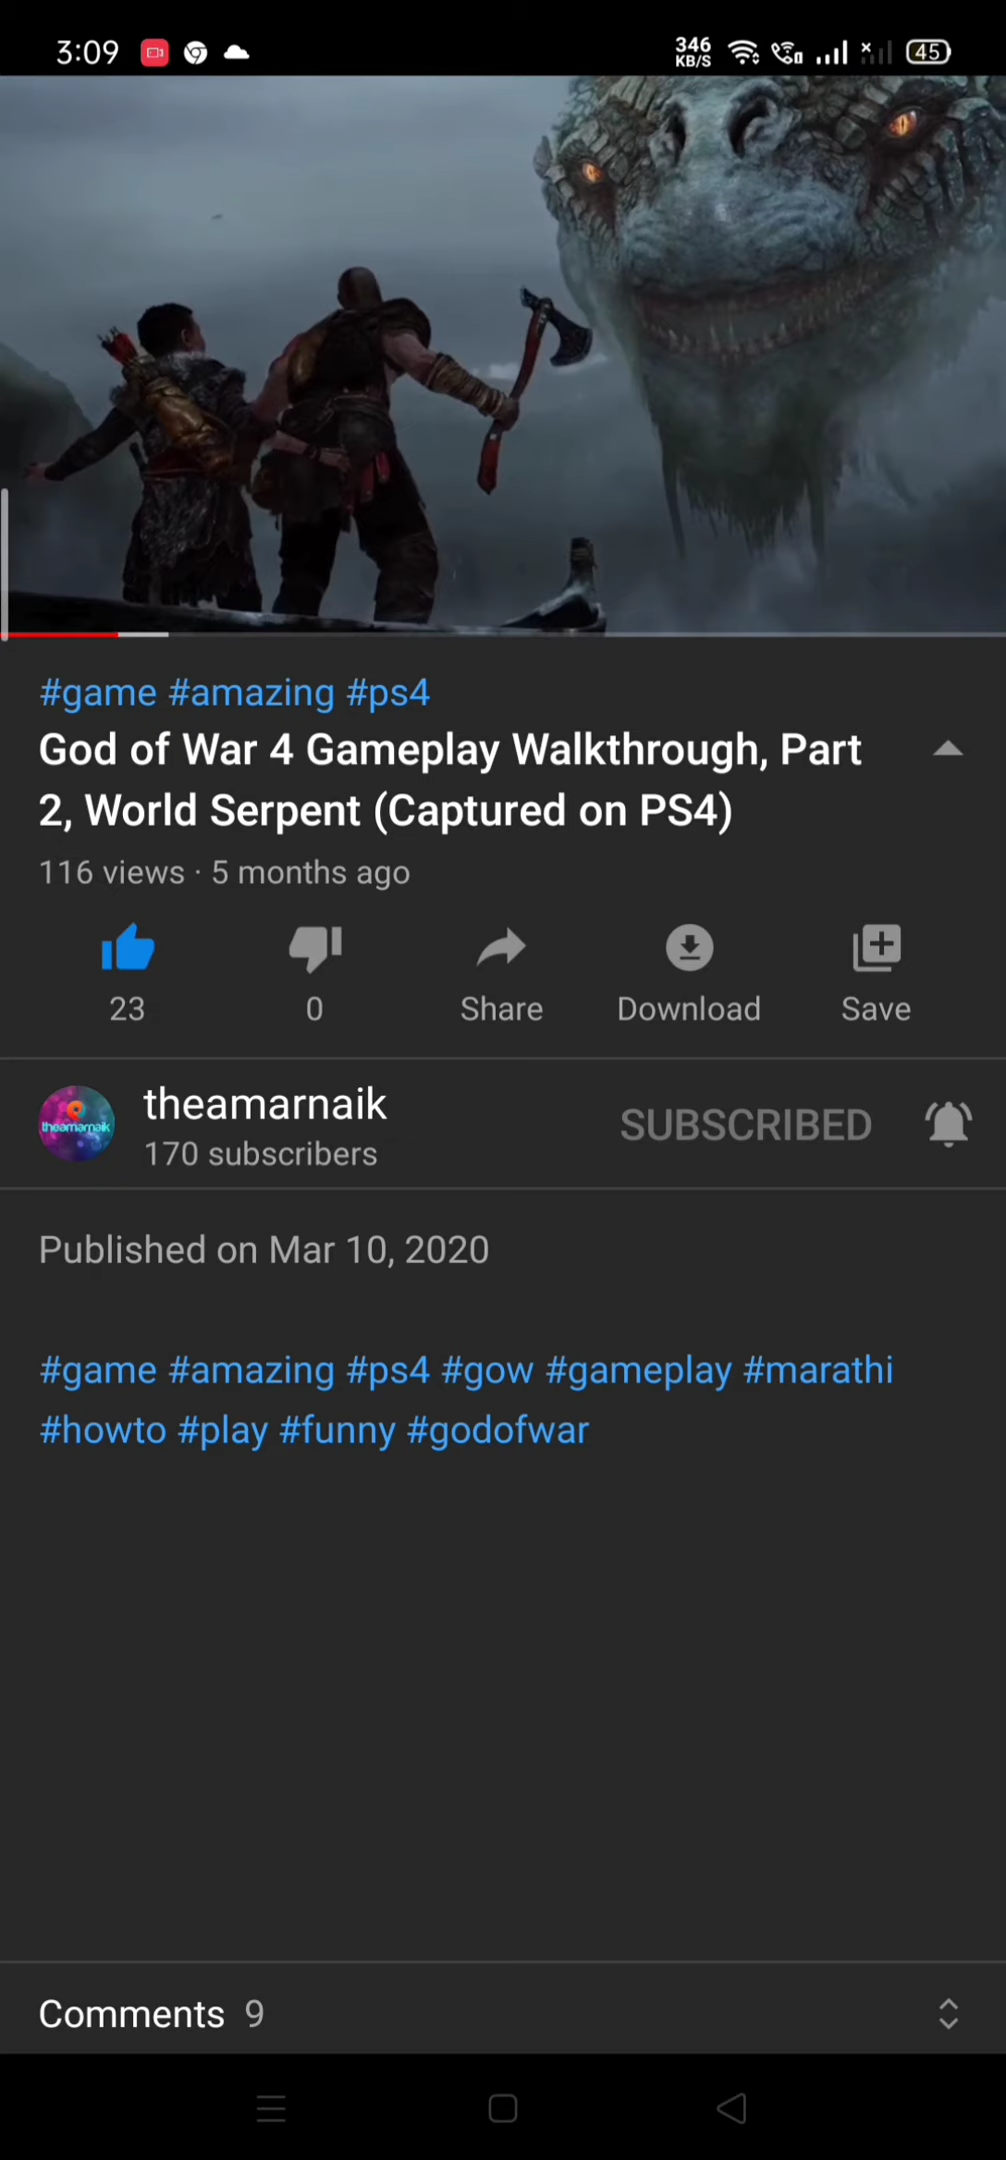 3:09
346
KB/S
45
#game #amazing #ps4
God of War 4 Gameplay Walkthrough, Part
2, World Serpent (Captured on PS4)
116 views · 5 months ago
23
0
Share
Download
Save
theamarnaik
theamarnaik
170 subscribers
SUBSCRIBED
Published on Mar 10, 2020
#game #amazing #ps4 #gow #gameplay #marathi
#howto #play #funny #godofwar
Comments 9